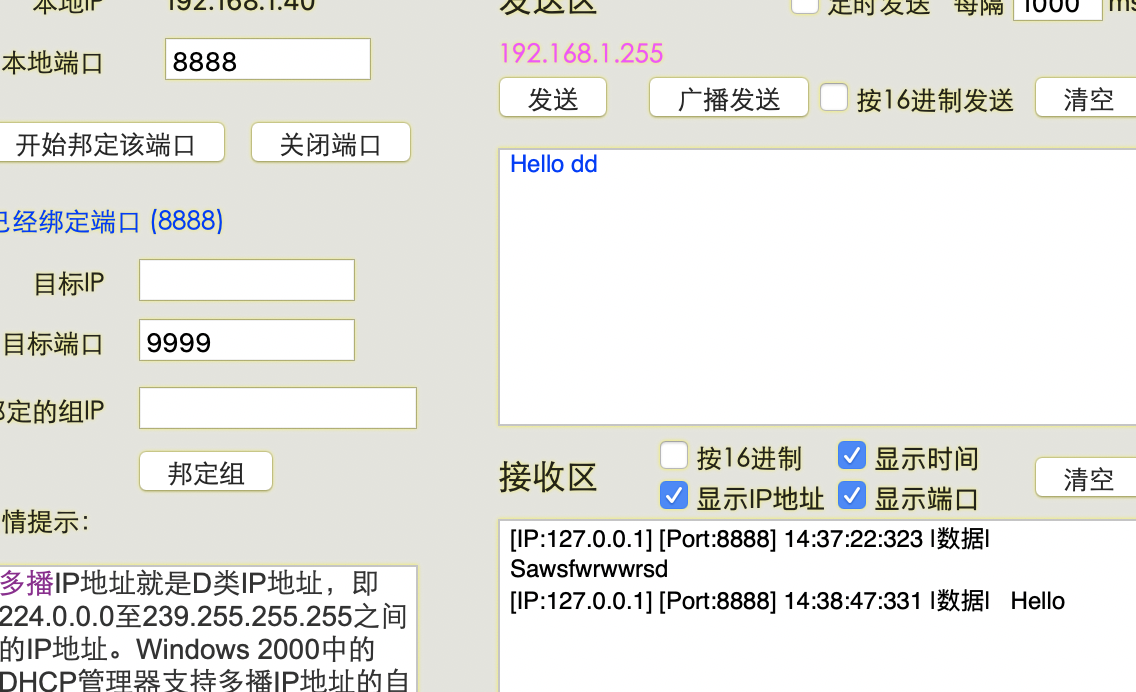 本地IP 192.168.1.40
本地端口 8888
开始邦定该端口 关闭端口
已经绑定端口 (8888)
目标IP
目标端口 9999
邦定的组IP
邦定组
情提示:
多播IP地址就是D类IP地址，即
224.0.0.0至239.255.255.255之间
的IP地址。Windows 2000中的
DHCP管理器支持多播IP地址的自
发送区 定时发送 每隔 1000 ms
192.168.1.255
发送 广播发送 按16进制发送 清空
Hello dd
接收区 按16进制 显示时间 清空
显示IP地址 显示端口
[IP:127.0.0.1] [Port:8888] 14:37:22:323 |数据|
Sawsfwrwwrsd
[IP:127.0.0.1] [Port:8888] 14:38:47:331 |数据| Hello